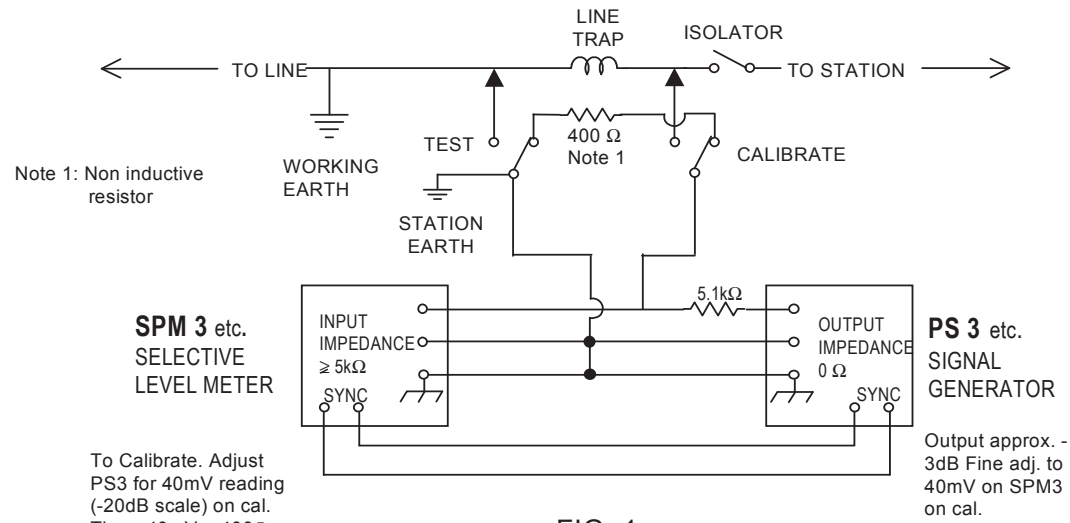 LINE
TRAP
ISOLATOR
TO LINE
TO STATION
TEST
400 Ω
Note 1
CALIBRATE
WORKING
EARTH
Note 1: Non inductive
resistor
STATION
EARTH
5.1kΩ
SPM 3 etc.
SELECTIVE
LEVEL METER
INPUT
IMPEDANCE
≥ 5kΩ
SYNC
OUTPUT
IMPEDANCE
0 Ω
SYNC
PS 3 etc.
SIGNAL
GENERATOR
To Calibrate. Adjust
PS3 for 40mV reading
(-20dB scale) on cal.
Output approx. -
3dB Fine adj. to
40mV on SPM3
on cal.